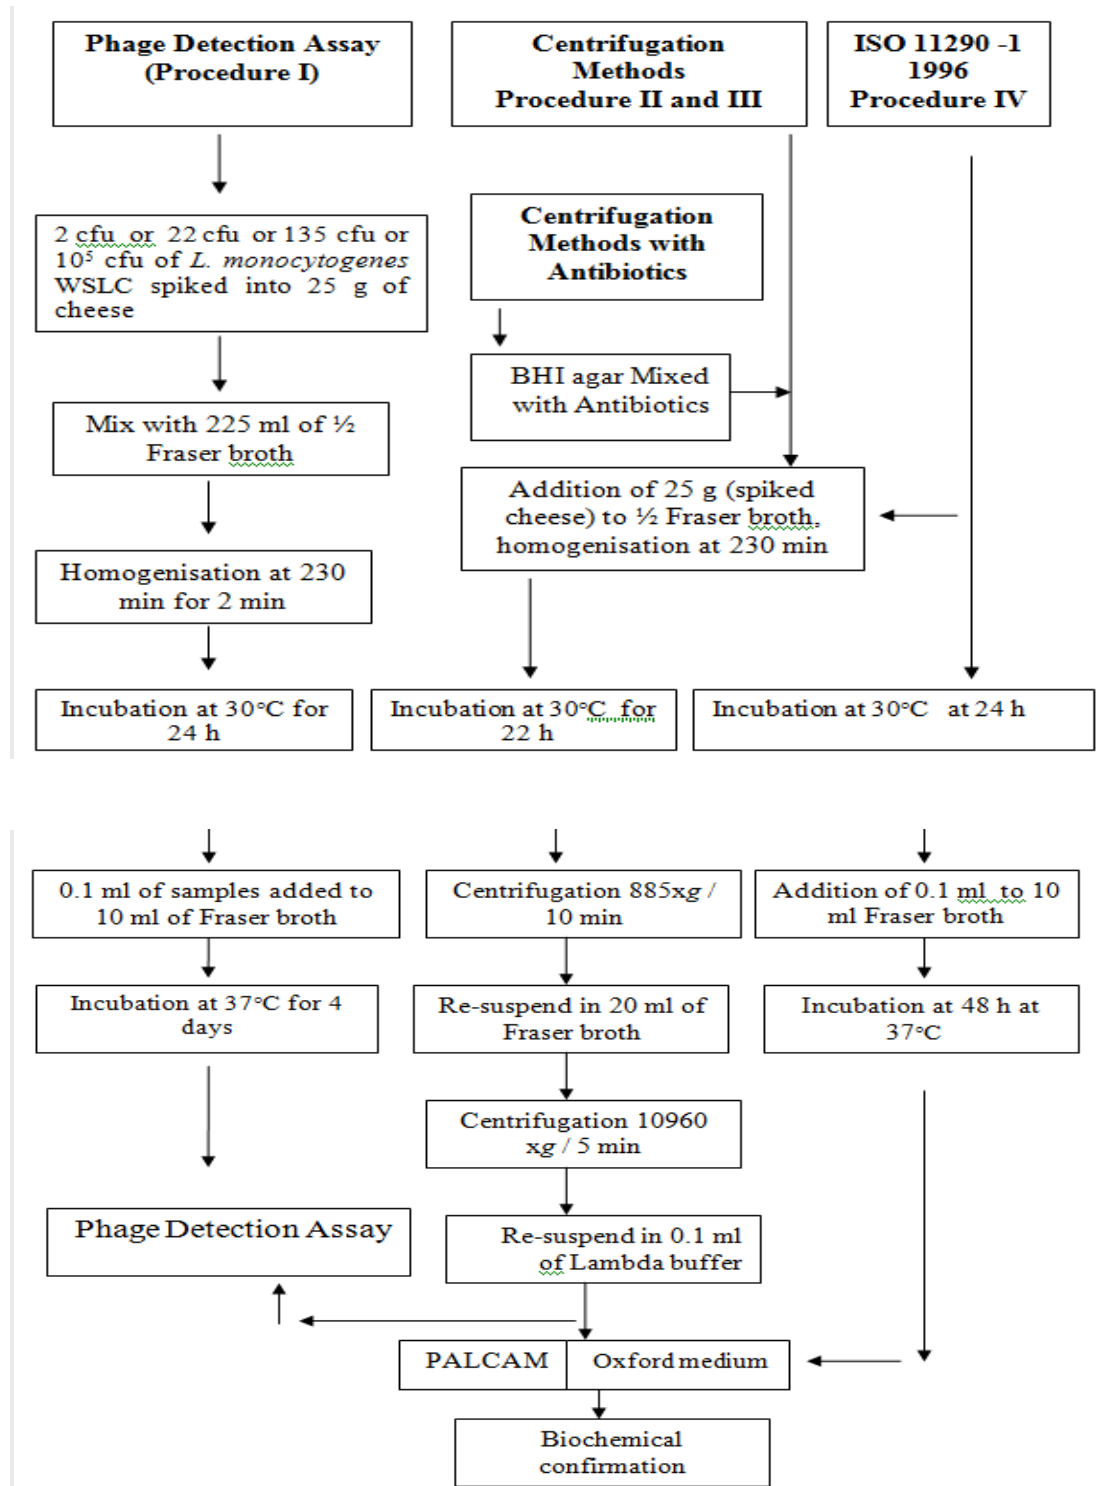 Phage Detection Assay
(Procedure I)
Centrifugation
Methods
Procedure II and III
ISO 11290 -1
1996
Procedure IV
2 cfu or 22 cfu or 135 cfu or
10⁵ cfu of L. monocytogenes
WSLC spiked into 25 g of
cheese
Centrifugation
Methods with
Antibiotics
BHI agar Mixed
with Antibiotics
Mix with 225 ml of ½
Fraser broth
Addition of 25 g (spiked
cheese) to ½ Fraser broth,
homogenisation at 230 min
Homogenisation at 230
min for 2 min
Incubation at 30°C for
24 h
Incubation at 30°C for
22 h
Incubation at 30°C at 24 h
0.1 ml of samples added to
10 ml of Fraser broth
Centrifugation 885xg /
10 min
Addition of 0.1 ml to 10
ml Fraser broth
Incubation at 37°C for 4
days
Re-suspend in 20 ml of
Fraser broth
Incubation at 48 h at
37°C
Centrifugation 10960
xg / 5 min
Phage Detection Assay
Re-suspend in 0.1 ml
of Lambda buffer
PALCAM
Oxford medium
Biochemical
confirmation